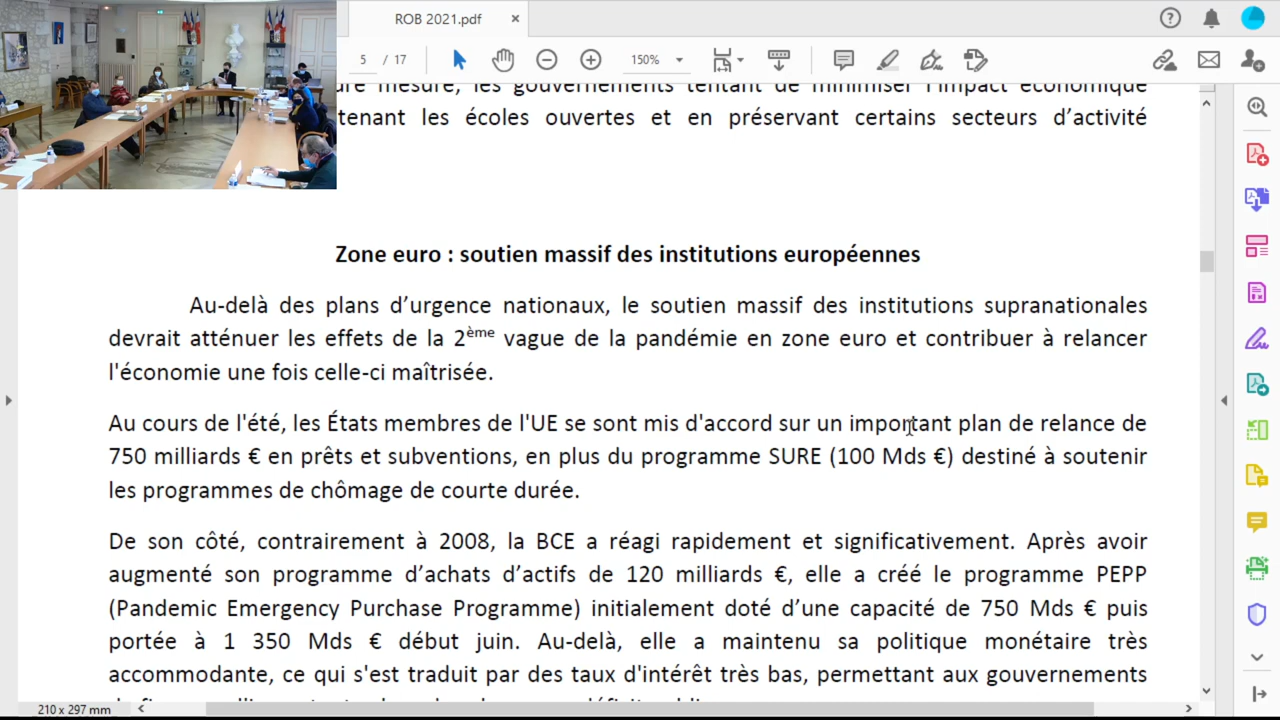 ROB 2021.pdf
5 / 17
150%
mesure, les gouvernements tentant de minimiser l'impact économique
tenant les écoles ouvertes et en préservant certains secteurs d’activité
Zone euro : soutien massif des institutions européennes
Au-delà des plans d’urgence nationaux, le soutien massif des institutions supranationales
devrait atténuer les effets de la 2ème vague de la pandémie en zone euro et contribuer à relancer
l'économie une fois celle-ci maîtrisée.
Au cours de l'été, les États membres de l'UE se sont mis d'accord sur un important plan de relance de
750 milliards € en prêts et subventions, en plus du programme SURE (100 Mds €) destiné à soutenir
les programmes de chômage de courte durée.
De son côté, contrairement à 2008, la BCE a réagi rapidement et significativement. Après avoir
augmenté son programme d’achats d’actifs de 120 milliards €, elle a créé le programme PEPP
(Pandemic Emergency Purchase Programme) initialement doté d’une capacité de 750 Mds € puis
portée à 1 350 Mds € début juin. Au-delà, elle a maintenu sa politique monétaire très
accommodante, ce qui s'est traduit par des taux d'intérêt très bas, permettant aux gouvernements
210 x 297 mm